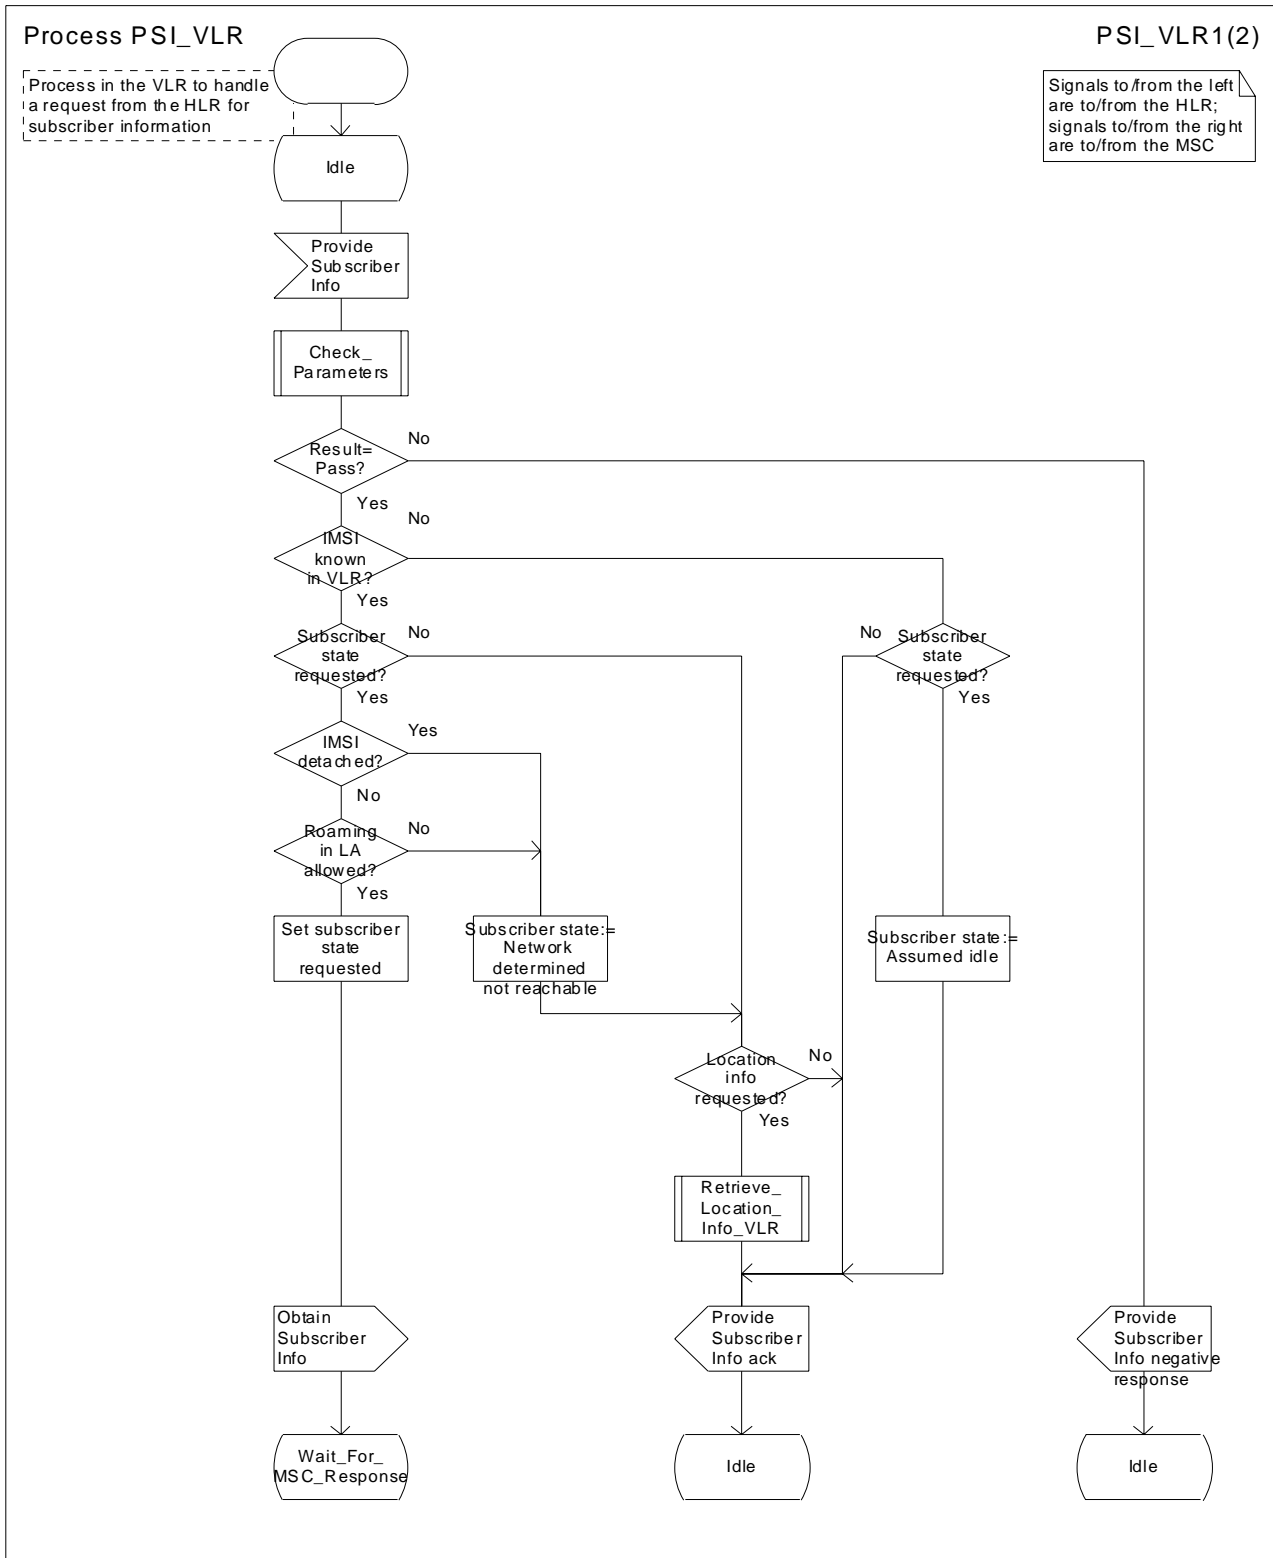 Process PSI_VLR
PSI_VLR1(2)
Process in the VLR to handle
a request from the HLR for
subscriber information
Signals to/from the left
are to/from the HLR;
signals to/from the right
are to/from the MSC
Idle
Provide
Subscriber
Info
Check_
Parameters
Result=
Pass?
No
Yes
IMSI
known
in VLR?
No
Yes
Subscriber
state
requested?
No
Yes
No
Subscriber
state
requested?
Yes
IMSI
detached?
Yes
No
Roaming
in LA
allowed?
No
Yes
Set subscriber
state
requested
Subscriber state:=
Network
determined
not reachable
Subscriber state:=
Assumed idle
Location
info
requested?
No
Yes
Retrieve_
Location_
Info_VLR
Obtain
Subscriber
Info
Provide
Subscriber
Info ack
Provide
Subscriber
Info negative
response
Wait_For_
MSC_Response
Idle
Idle